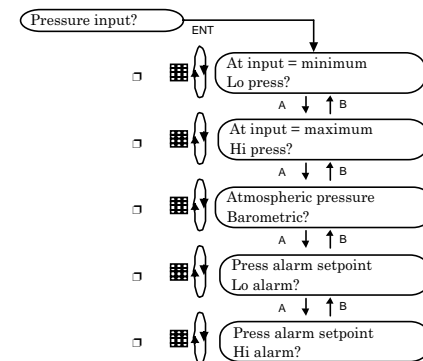 Pressure input?
ENT
At input = minimum
Lo press?
A B
At input = maximum
Hi press?
A B
Atmospheric pressure
Barometric?
A B
Press alarm setpoint
Lo alarm?
A B
Press alarm setpoint
Hi alarm?